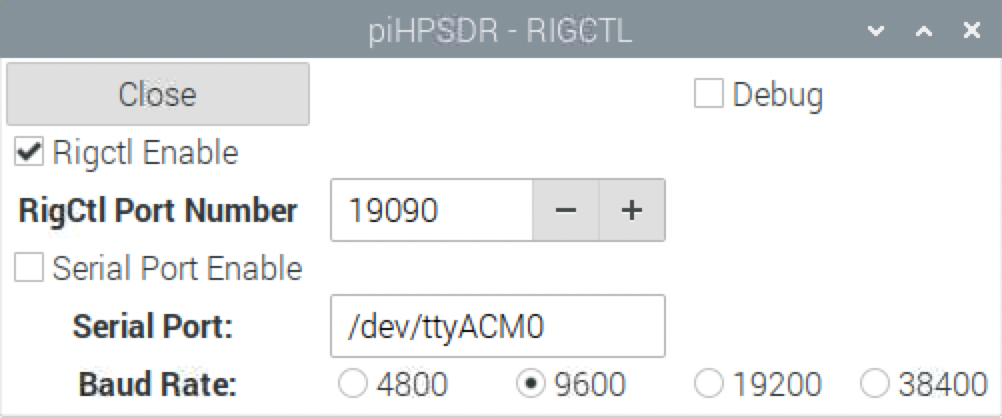 piHPSDR - RIGCTL
Close Debug
Rigctl Enable
RigCtl Port Number 19090 − +
Serial Port Enable
Serial Port: /dev/ttyACM0
Baud Rate: 4800 9600 19200 38400